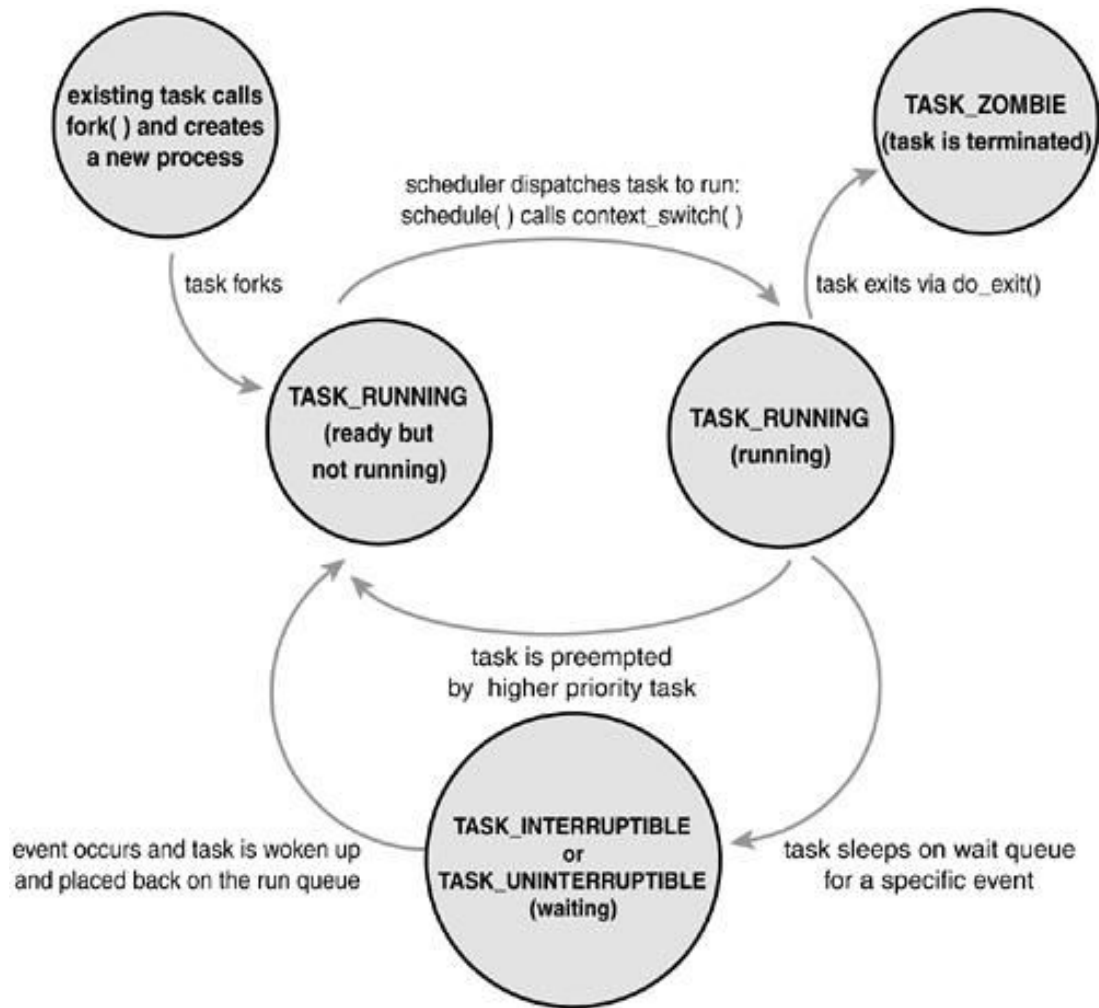 existing task calls
fork( ) and creates
a new process
TASK_ZOMBIE
(task is terminated)
scheduler dispatches task to run:
schedule( ) calls context_switch( )
task forks
task exits via do_exit()
TASK_RUNNING
(ready but
not running)
TASK_RUNNING
(running)
task is preempted
by higher priority task
event occurs and task is woken up
and placed back on the run queue
TASK_INTERRUPTIBLE
or
TASK_UNINTERRUPTIBLE
(waiting)
task sleeps on wait queue
for a specific event